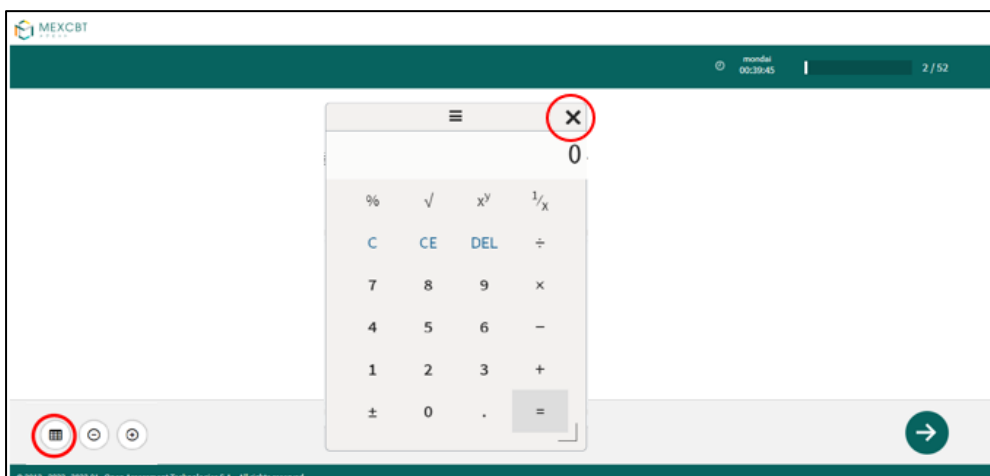 MEXCBT
mondai
00:39:45
2 / 52
0
% √ xʸ ¹/ₓ
C CE DEL ÷
7 8 9 ×
4 5 6 −
1 2 3 +
± 0 . =